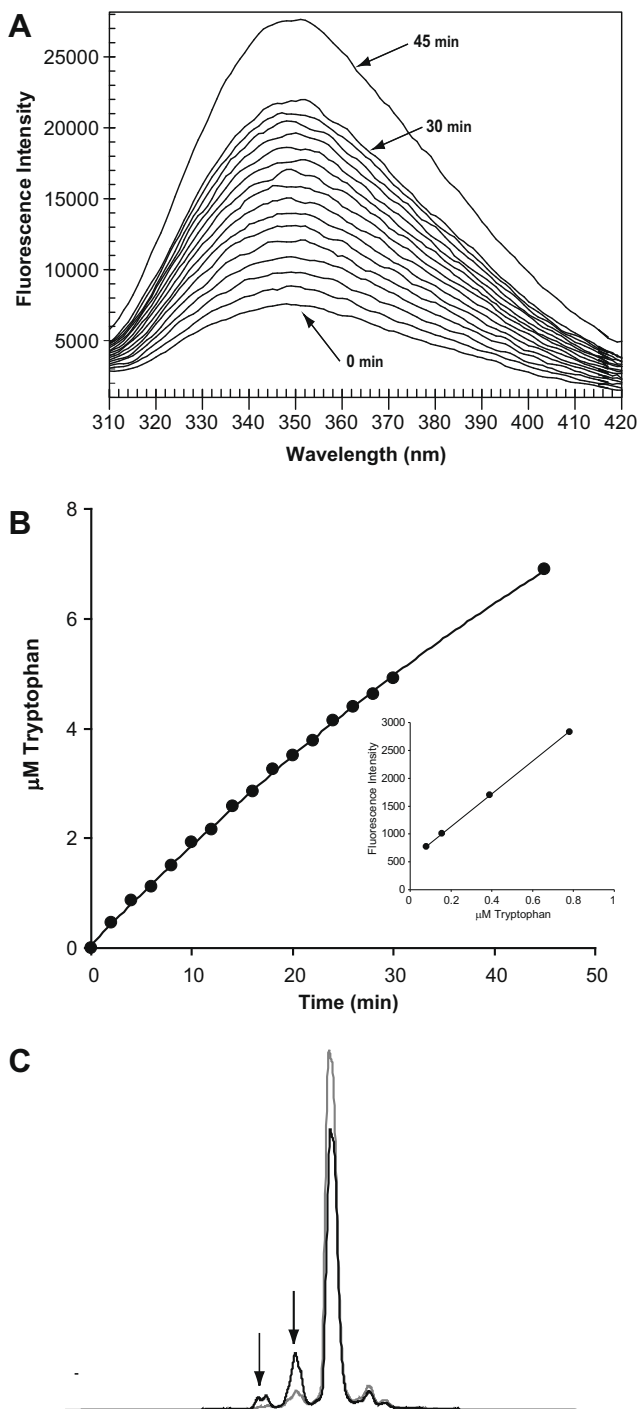 A
Fluorescence Intensity
25000
20000
15000
10000
5000
45 min
30 min
0 min
310 320 330 340 350 360 370 380 390 400 410 420
Wavelength (nm)
B
μM Tryptophan
8
6
4
2
0
0 10 20 30 40 50
Time (min)
Fluorescence Intensity
3000
2500
2000
1500
1000
500
0
0 0.2 0.4 0.6 0.8 1
μM Tryptophan
C
-